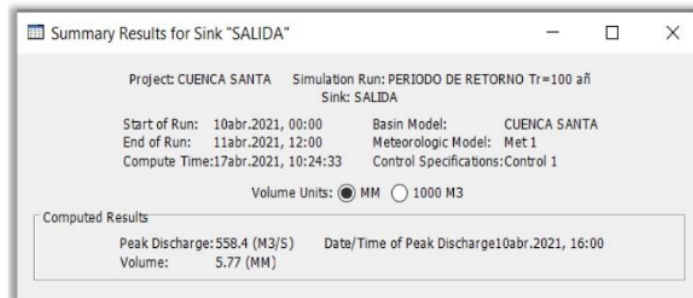 Summary Results for Sink "SALIDA"
Project: CUENCA SANTA Simulation Run: PERIODO DE RETORNO Tr=100 añ
Sink: SALIDA
Start of Run: 10abr.2021, 00:00 Basin Model: CUENCA SANTA
End of Run: 11abr.2021, 12:00 Meteorologic Model: Met 1
Compute Time:17abr.2021, 10:24:33 Control Specifications:Control 1
Volume Units: MM 1000 M3
Computed Results
Peak Discharge:558.4 (M3/S) Date/Time of Peak Discharge10abr.2021, 16:00
Volume: 5.77 (MM)